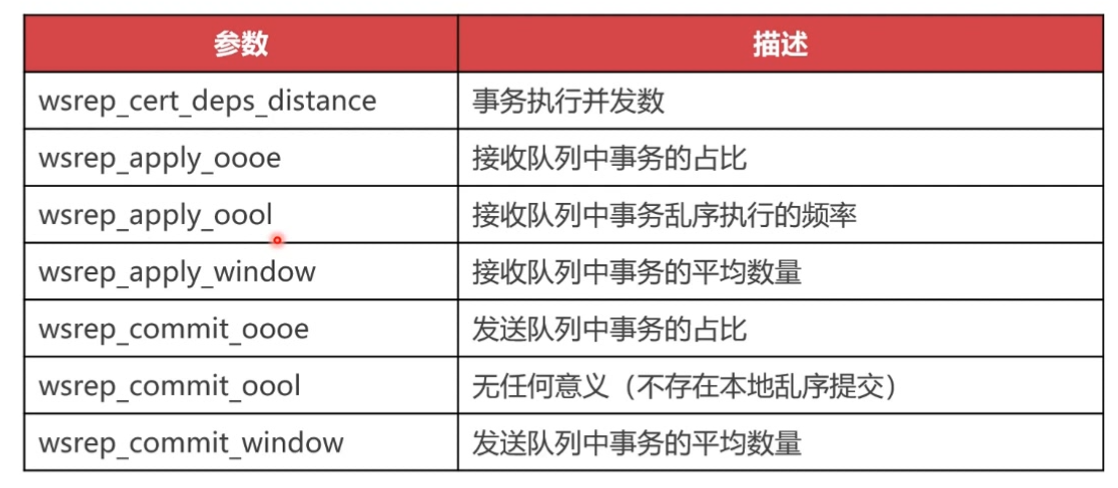 参数 描述
wsrep_cert_deps_distance 事务执行并发数
wsrep_apply_oooe 接收队列中事务的占比
wsrep_apply_oool 接收队列中事务乱序执行的频率
wsrep_apply_window 接收队列中事务的平均数量
wsrep_commit_oooe 发送队列中事务的占比
wsrep_commit_oool 无任何意义（不存在本地乱序提交）
wsrep_commit_window 发送队列中事务的平均数量